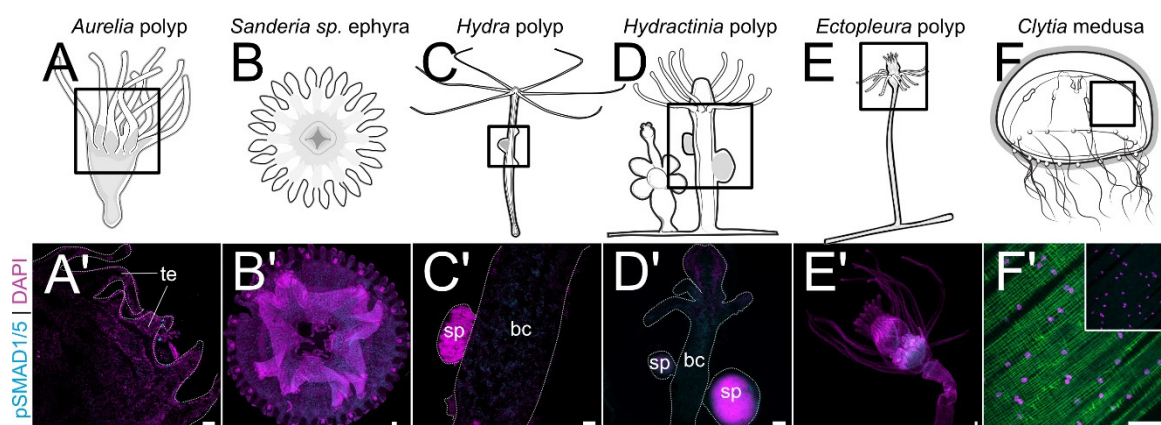 Aurelia polyp
Sanderia sp. ephyra
Hydra polyp
Hydractinia polyp
Ectopleura polyp
Clytia medusa
A
B
C
D
E
F
pSMAD1/5 | DAPI
A'
te
B'
C'
sp
bc
D'
sp
bc
sp
E'
F'